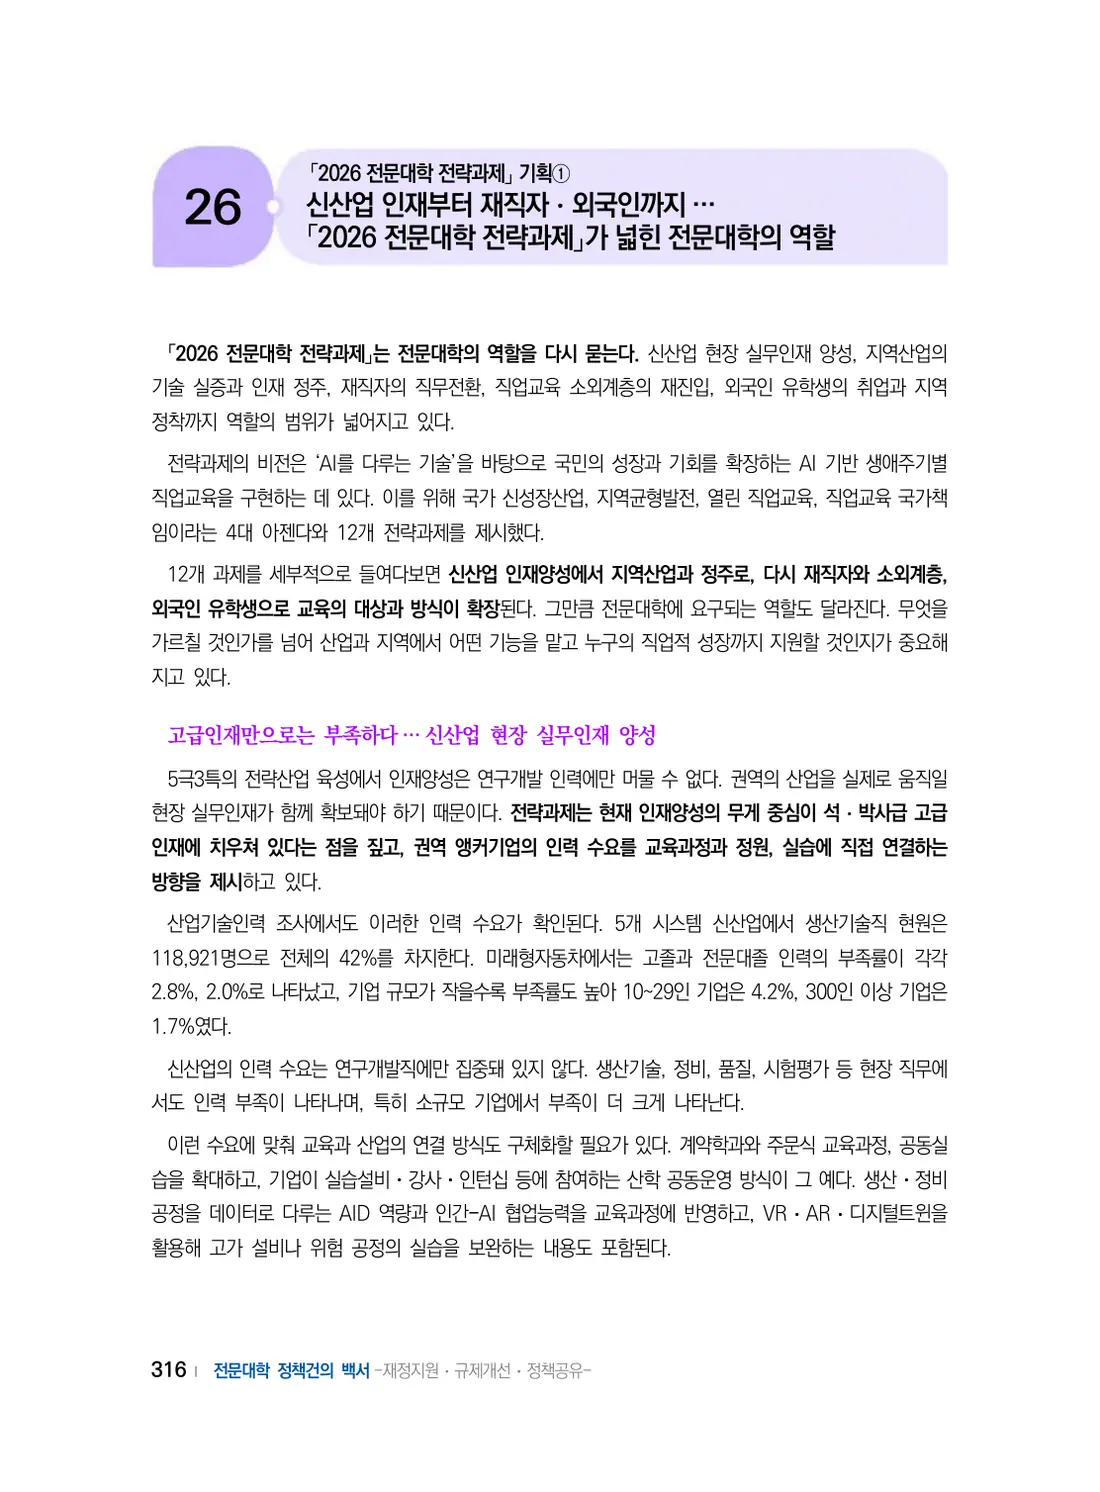 26
「2026 전문대학 전략과제」 기획①
신산업 인재부터 재직자 · 외국인까지 …
「2026 전문대학 전략과제」가 넓힌 전문대학의 역할
「2026 전문대학 전략과제」는 전문대학의 역할을 다시 묻는다. 신산업 현장 실무인재 양성, 지역산업의
기술 실증과 인재 정주, 재직자의 직무전환, 직업교육 소외계층의 재진입, 외국인 유학생의 취업과 지역
정착까지 역할의 범위가 넓어지고 있다.
전략과제의 비전은 ‘AI를 다루는 기술’을 바탕으로 국민의 성장과 기회를 확장하는 AI 기반 생애주기별
직업교육을 구현하는 데 있다. 이를 위해 국가 신성장산업, 지역균형발전, 열린 직업교육, 직업교육 국가책
임이라는 4대 아젠다와 12개 전략과제를 제시했다.
12개 과제를 세부적으로 들여다보면 신산업 인재양성에서 지역산업과 정주로, 다시 재직자와 소외계층,
외국인 유학생으로 교육의 대상과 방식이 확장된다. 그만큼 전문대학에 요구되는 역할도 달라진다. 무엇을
가르칠 것인가를 넘어 산업과 지역에서 어떤 기능을 맡고 누구의 직업적 성장까지 지원할 것인지가 중요해
지고 있다.
고급인재만으로는 부족하다 … 신산업 현장 실무인재 양성
5극3특의 전략산업 육성에서 인재양성은 연구개발 인력에만 머물 수 없다. 권역의 산업을 실제로 움직일
현장 실무인재가 함께 확보돼야 하기 때문이다. 전략과제는 현재 인재양성의 무게 중심이 석 · 박사급 고급
인재에 치우쳐 있다는 점을 짚고, 권역 앵커기업의 인력 수요를 교육과정과 정원, 실습에 직접 연결하는
방향을 제시하고 있다.
산업기술인력 조사에서도 이러한 인력 수요가 확인된다. 5개 시스템 신산업에서 생산기술직 현원은
118,921명으로 전체의 42%를 차지한다. 미래형자동차에서는 고졸과 전문대졸 인력의 부족률이 각각
2.8%, 2.0%로 나타났고, 기업 규모가 작을수록 부족률도 높아 10~29인 기업은 4.2%, 300인 이상 기업은
1.7%였다.
신산업의 인력 수요는 연구개발직에만 집중돼 있지 않다. 생산기술, 정비, 품질, 시험평가 등 현장 직무에
서도 인력 부족이 나타나며, 특히 소규모 기업에서 부족이 더 크게 나타난다.
이런 수요에 맞춰 교육과 산업의 연결 방식도 구체화할 필요가 있다. 계약학과와 주문식 교육과정, 공동실
습을 확대하고, 기업이 실습설비 · 강사 · 인턴십 등에 참여하는 산학 공동운영 방식이 그 예다. 생산 · 정비
공정을 데이터로 다루는 AID 역량과 인간-AI 협업능력을 교육과정에 반영하고, VR · AR · 디지털트윈을
활용해 고가 설비나 위험 공정의 실습을 보완하는 내용도 포함된다.
316 | 전문대학 정책건의 백서 -재정지원 · 규제개선 · 정책공유-